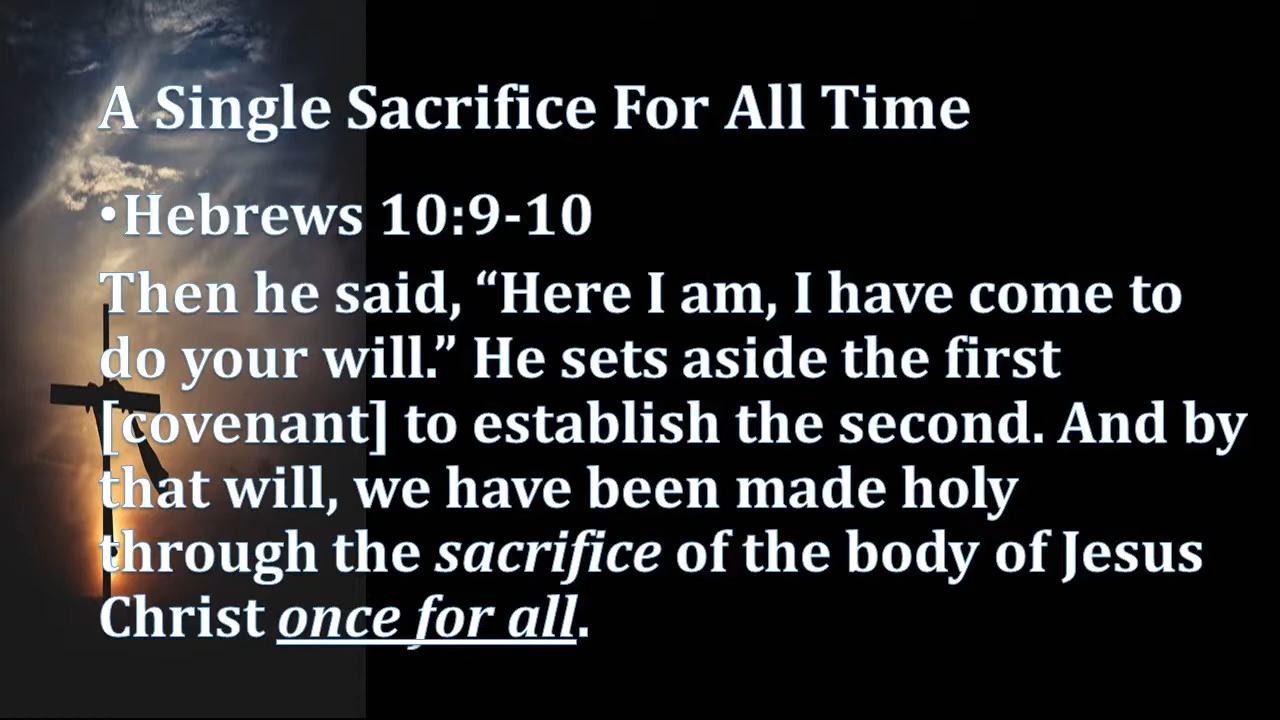 A Single Sacrifice For All Time
•Hebrews 10:9-10
Then he said, “Here I am, I have come to
do your will.” He sets aside the first
[covenant] to establish the second. And by
that will, we have been made holy
through the sacrifice of the body of Jesus
Christ once for all.